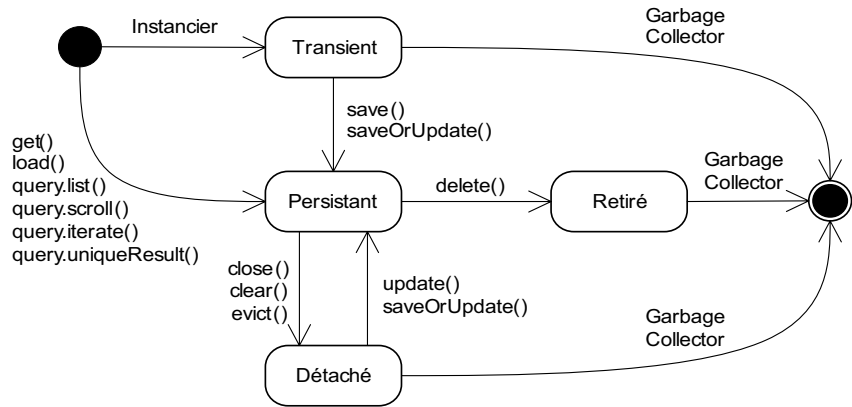 Instancier
Transient
Garbage
Collector
save()
saveOrUpdate()
get()
load()
query.list()
query.scroll()
query.iterate()
query.uniqueResult()
Persistant
delete()
Retiré
Garbage
Collector
close()
clear()
evict()
update()
saveOrUpdate()
Détaché
Garbage
Collector